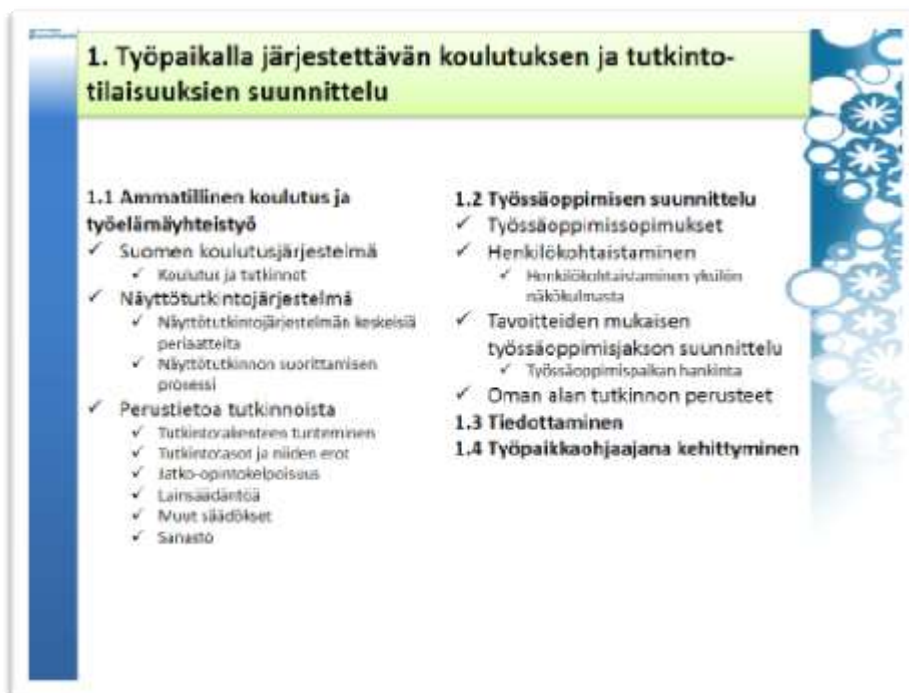 1. Työpaikalla järjestettävän koulutuksen ja tutkinto-
tilaisuuksien suunnittelu
1.1 Ammatillinen koulutus ja
työelämäyhteistyö
✓ Suomen koulutusjärjestelmä
✓ Koulutus ja tutkinnot
✓ Näyttötutkintojärjestelmä
✓ Näyttötutkintojärjestelmän keskeisiä
periaatteita
✓ Näyttötutkinnon suorittamisen
prosessi
✓ Perustietoa tutkinnoista
✓ Tutkintorakenteen tunteminen
✓ Tutkintotasot ja niiden erot
✓ Jatko-opintokelpoisuus
✓ Lainsäädäntöä
✓ Muut säädökset
✓ Sanasto
1.2 Työssäoppimisen suunnittelu
✓ Työssäoppimissopimukset
✓ Henkilökohtaistaminen
✓ Henkilökohtaistaminen yksilön
näkökulmasta
✓ Tavoitteiden mukaisen
työssäoppimisjakson suunnittelu
✓ Työssäoppimispaikan hankinta
✓ Oman alan tutkinnon perusteet
1.3 Tiedottaminen
1.4 Työpaikkaohjaajana kehittyminen